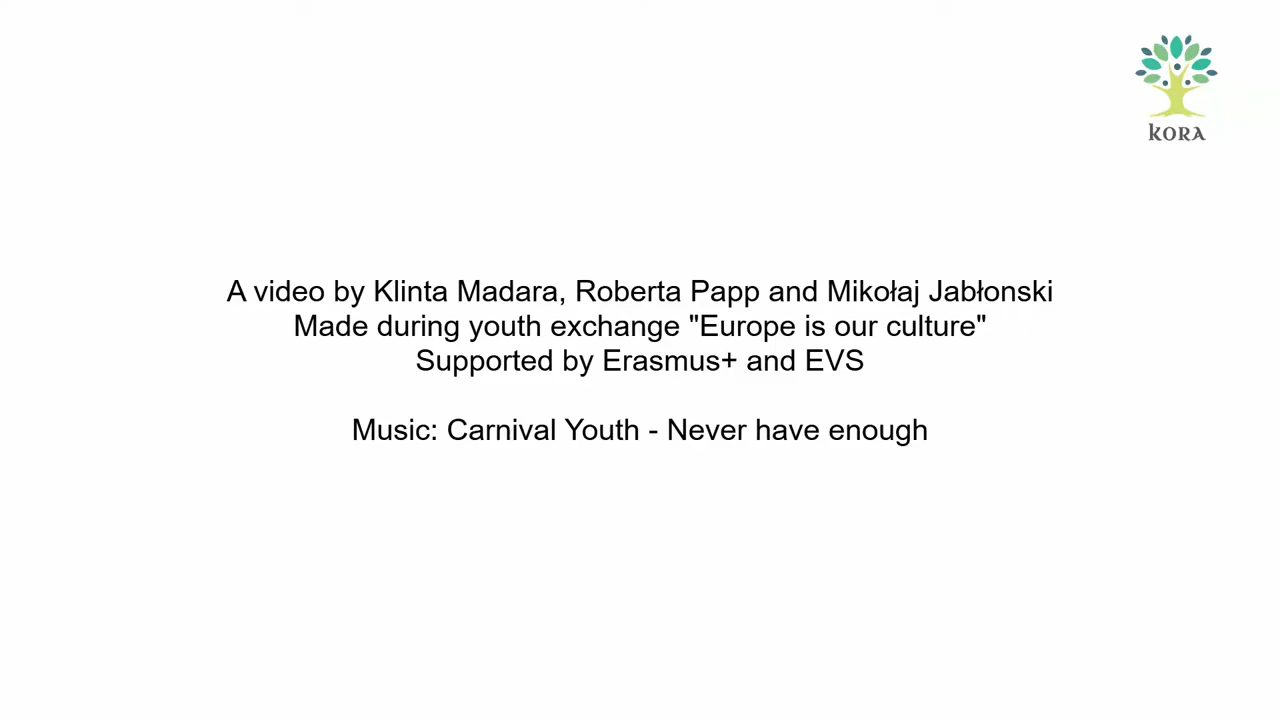 KORA
A video by Klinta Madara, Roberta Papp and Mikołaj Jabłonski
Made during youth exchange "Europe is our culture"
Supported by Erasmus+ and EVS
Music: Carnival Youth - Never have enough